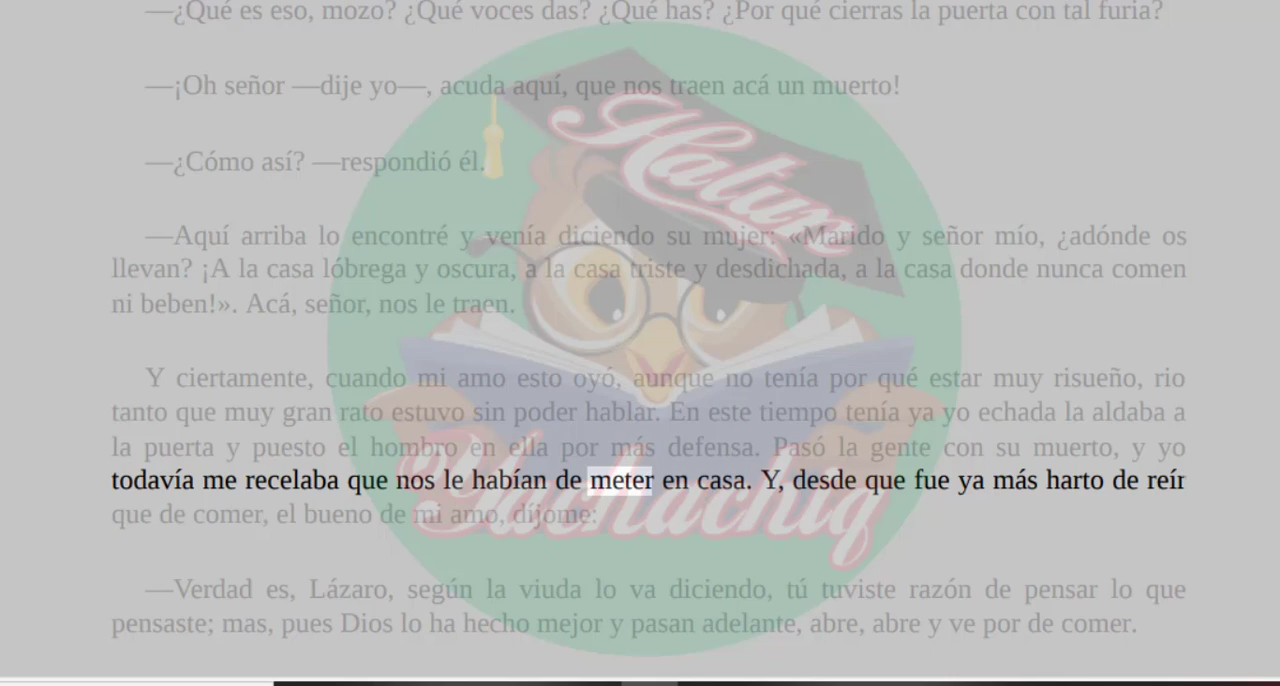 —¿Qué es eso, mozo? ¿Qué voces das? ¿Qué has? ¿Por qué cierras la puerta con tal furia?
—¡Oh señor —dije yo—, acuda aquí, que nos traen acá un muerto!
—¿Cómo así? —respondió él.
—Aquí arriba lo encontré y venía diciendo su mujer: «Marido y señor mío, ¿adónde os
llevan? ¡A la casa lóbrega y oscura, a la casa triste y desdichada, a la casa donde nunca comen
ni beben!». Acá, señor, nos le traen.
Y ciertamente, cuando mi amo esto oyó, aunque no tenía por qué estar muy risueño, rio
tanto que muy gran rato estuvo sin poder hablar. En este tiempo tenía ya yo echada la aldaba a
la puerta y puesto el hombro en ella por más defensa. Pasó la gente con su muerto, y yo
todavía me recelaba que nos le habían de meter en casa. Y, desde que fue ya más harto de reír
que de comer, el bueno de mi amo, díjome:
—Verdad es, Lázaro, según la viuda lo va diciendo, tú tuviste razón de pensar lo que
pensaste; mas, pues Dios lo ha hecho mejor y pasan adelante, abre, abre y ve por de comer.
Hatun
Yachachiq